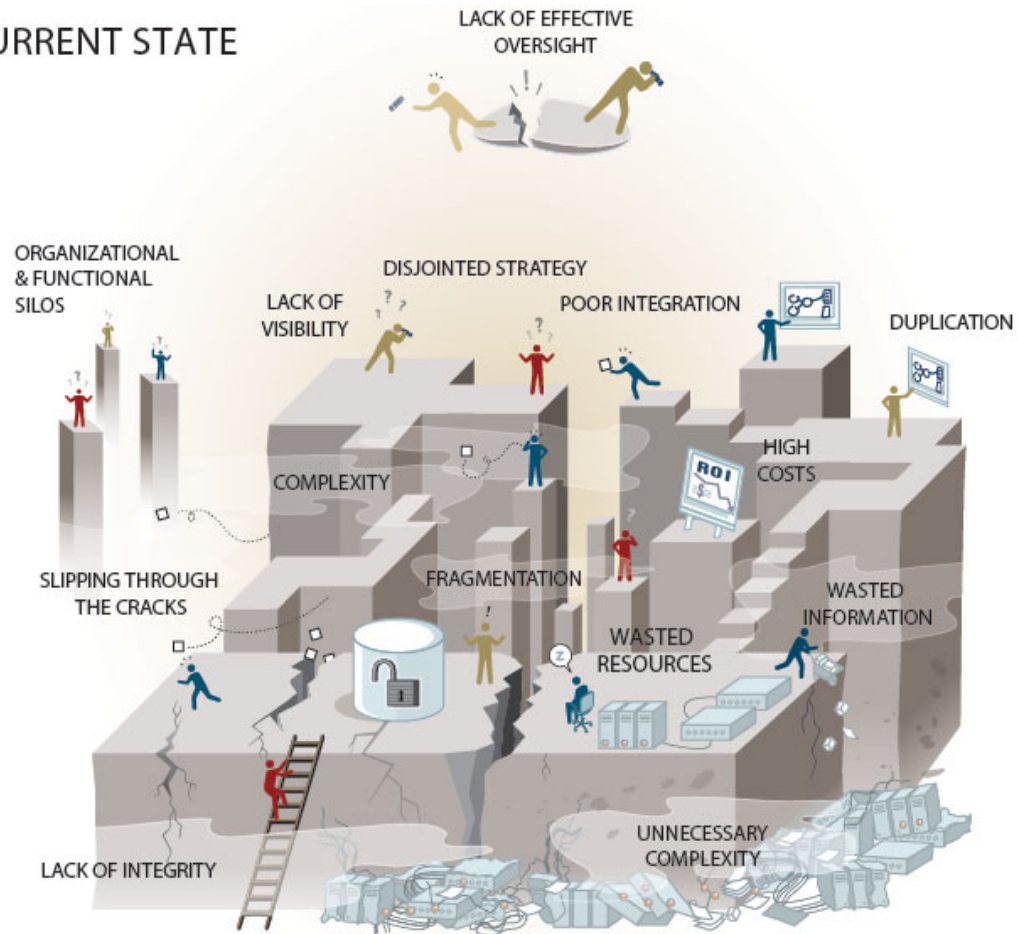 URRENT STATE
LACK OF EFFECTIVE
OVERSIGHT
ORGANIZATIONAL
& FUNCTIONAL
SILOS
LACK OF
VISIBILITY
DISJOINTED STRATEGY
POOR INTEGRATION
DUPLICATION
COMPLEXITY
HIGH
COSTS
ROI
$
SLIPPING THROUGH
THE CRACKS
FRAGMENTATION
WASTED
RESOURCES
WASTED
INFORMATION
Z
LACK OF INTEGRITY
UNNECESSARY
COMPLEXITY